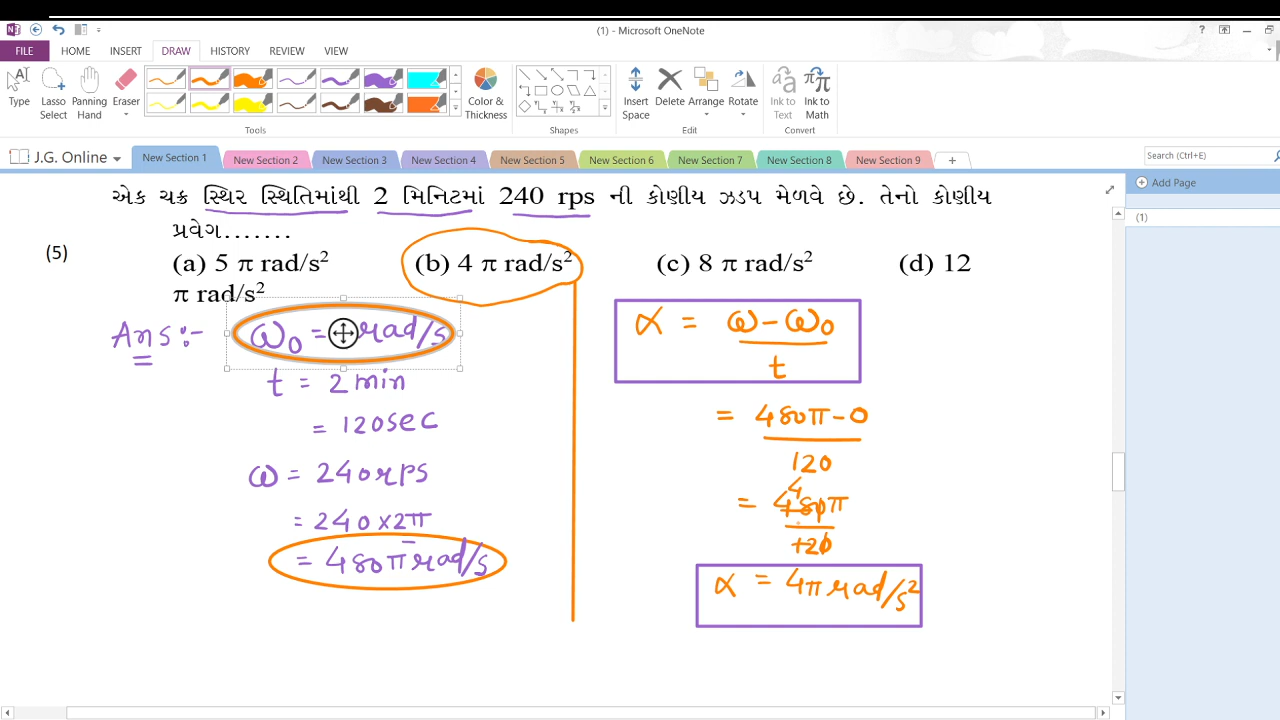 (1) - Microsoft OneNote
FILE HOME INSERT DRAW HISTORY REVIEW VIEW
Type Lasso Select Panning Hand Eraser Color & Thickness Insert Space Delete Arrange Rotate Ink to Text Ink to Math
Tools Shapes Edit Convert
J.G. Online New Section 1 New Section 2 New Section 3 New Section 4 New Section 5 New Section 6 New Section 7 New Section 8 New Section 9 Search (Ctrl+E)
Add Page
(1)
એક ચક્ર સ્થિર સ્થિતિમાંથી 2 મિનિટમાં 240 rps ની કોણીય ઝડપ મેળવે છે. તેનો કોણીય
પ્રવેગ.......
(5)
(a) 5 π rad/s² (b) 4 π rad/s² (c) 8 π rad/s² (d) 12
π rad/s²
Ans :- ω₀ = rad/s
t = 2 min
= 120 sec
ω = 240 rps
= 240 × 2π
= 480π rad/s
α = ω - ω₀ / t
= 480π - 0 / 120
= 4 480π / 120
α = 4π rad/s²